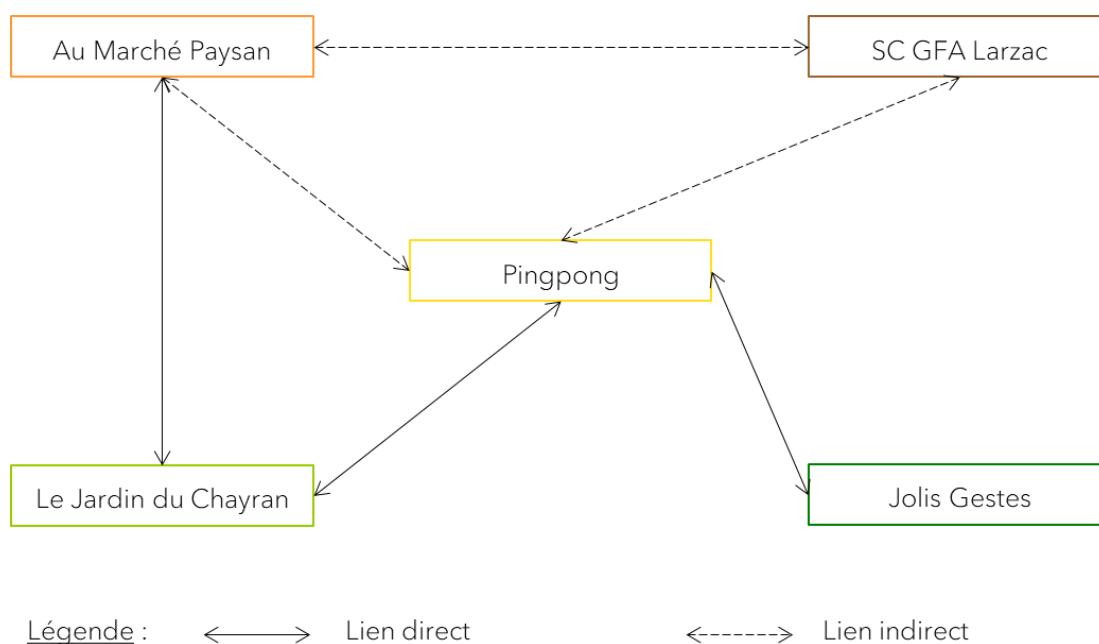 Au Marché Paysan
SC GFA Larzac
Pingpong
Le Jardin du Chayran
Jolis Gestes
Légende : Lien direct Lien indirect